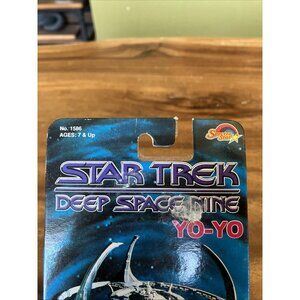 No. 1586
AGES: 7 & Up
STAR TREK
DEEP SPACE NINE
YO-YO